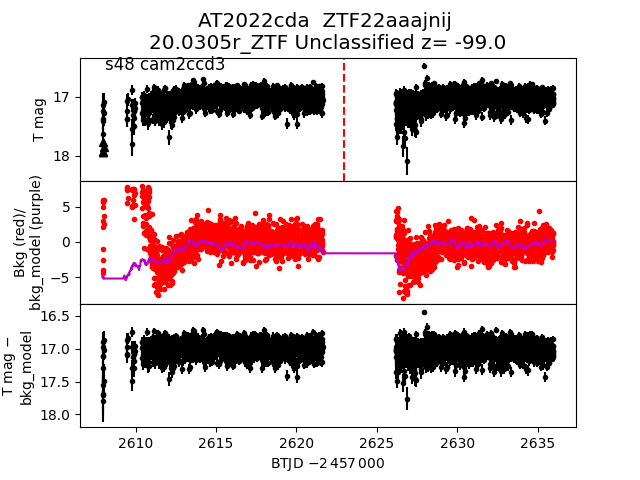 AT2022cda  ZTF22aaajnij
20.0305r_ZTF Unclassified z= -99.0
s48 cam2ccd3
T mag
17
18
Bkg (red)/
bkg_model (purple)
5
0
−5
T mag −
bkg_model
16.5
17.0
17.5
18.0
2610 2615 2620 2625 2630 2635
BTJD −2 457 000